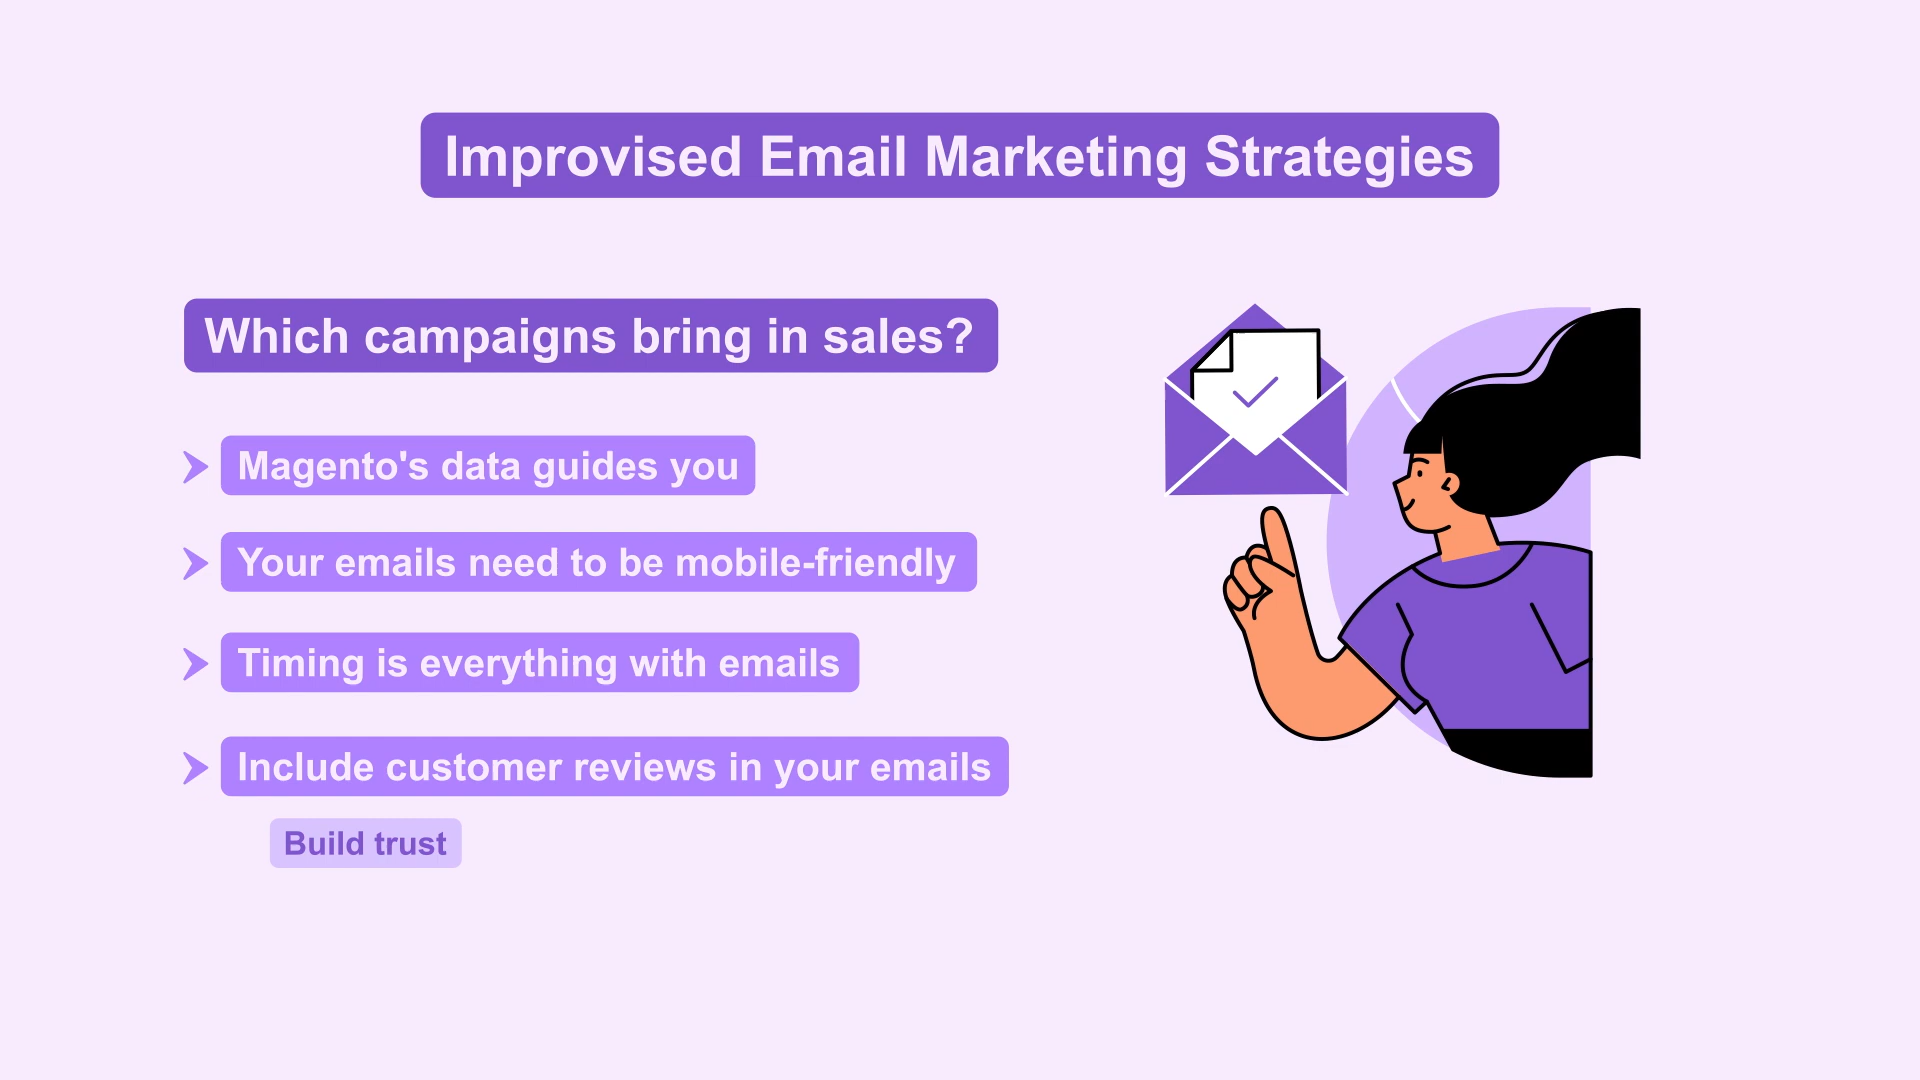 Improvised Email Marketing Strategies
Which campaigns bring in sales?
Magento's data guides you
Your emails need to be mobile-friendly
Timing is everything with emails
Include customer reviews in your emails
Build trust